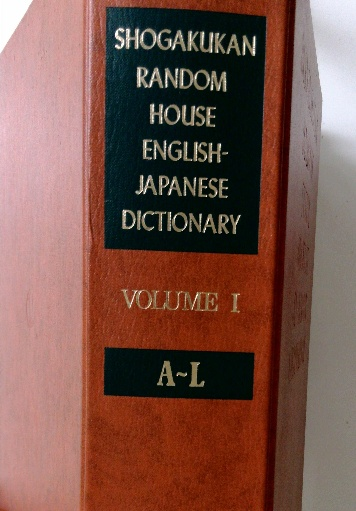 SHOGAKUKAN
RANDOM
HOUSE
ENGLISH-
JAPANESE
DICTIONARY
VOLUME I
A~L